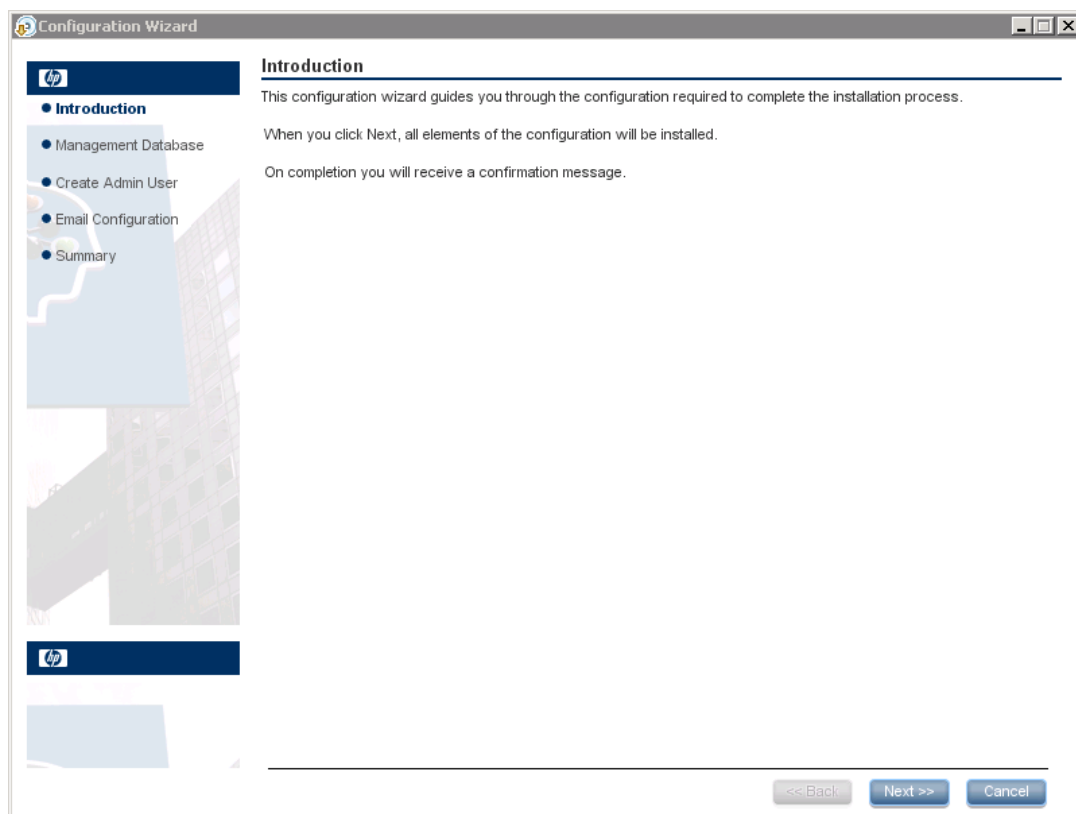 Configuration Wizard
hp
Introduction
Management Database
Create Admin User
Email Configuration
Summary
hp
Introduction
This configuration wizard guides you through the configuration required to complete the installation process.
When you click Next, all elements of the configuration will be installed.
On completion you will receive a confirmation message.
<< Back
Next >>
Cancel